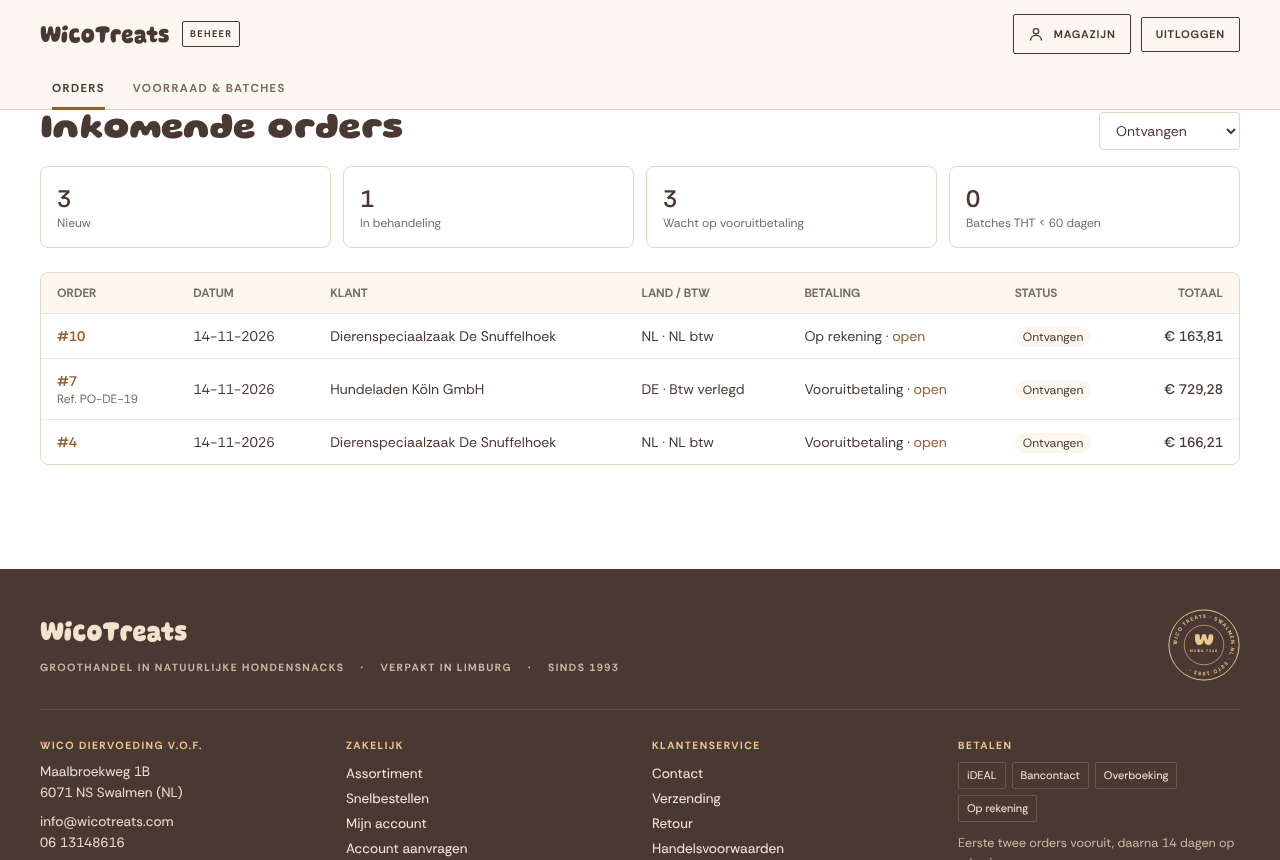 WicoTreats BEHEER MAGAZIJN UITLOGGEN
ORDERS VOORRAAD & BATCHES
Inkomende orders Ontvangen
3 1 3 0
Nieuw In behandeling Wacht op vooruitbetaling Batches THT < 60 dagen
ORDER DATUM KLANT LAND / BTW BETALING STATUS TOTAAL
#10 14-11-2026 Dierenspeciaalzaak De Snuffelhoek NL · NL btw Op rekening · open Ontvangen € 163,81
#7 14-11-2026 Hundeladen Köln GmbH DE · Btw verlegd Vooruitbetaling · open Ontvangen € 729,28
Ref. PO-DE-19
#4 14-11-2026 Dierenspeciaalzaak De Snuffelhoek NL · NL btw Vooruitbetaling · open Ontvangen € 166,21
WicoTreats
GROOTHANDEL IN NATUURLIJKE HONDENSNACKS · VERPAKT IN LIMBURG · SINDS 1993
WICO DIERVOEDING V.O.F. ZAKELIJK KLANTENSERVICE BETALEN
Maalbroekweg 1B Assortiment Contact iDEAL Bancontact Overboeking
6071 NS Swalmen (NL) Snelbestellen Verzending Op rekening
info@wicotreats.com Mijn account Retour
06 13148616 Account aanvragen Handelsvoorwaarden Eerste twee orders vooruit, daarna 14 dagen op